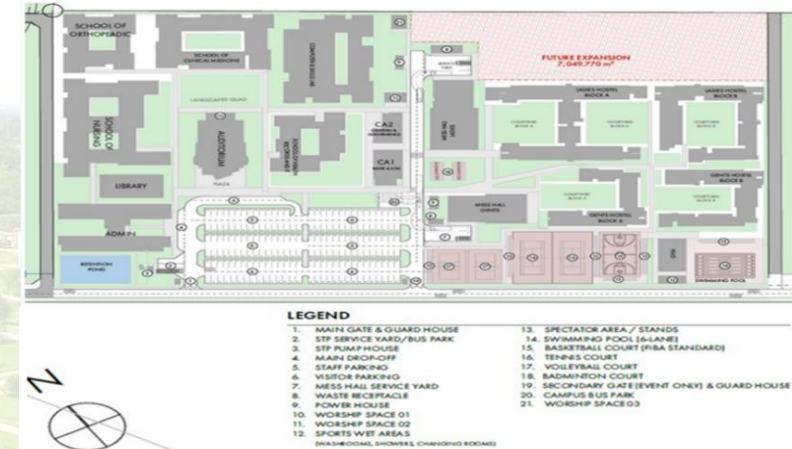 SCHOOL OF
ORTHOPEADIC
SCHOOL OF
CLINICAL MEDICINE
FUTURE EXPANSION
7,049.770 m²
LANDSCAPED QUAD
LADIES HOSTEL
BLOCK A
LADIES HOSTEL
BLOCK B
SCHOOL OF
NURSING
AUDITORIUM
CA2
CA1
COURTYARD
BLOCK A
LIBRARY
PLAZA
GENTS HOSTEL
BLOCK B
MESS HALL
GENTS
GENTS HOSTEL
BLOCK A
ADMIN
RETENTION
POND
SWIMMING POOL
LEGEND
1. MAIN GATE & GUARD HOUSE
2. STP SERVICE YARD/BUS PARK
3. STP PUMP HOUSE
4. MAIN DROP-OFF
5. STAFF PARKING
6. VISITOR PARKING
7. MESS HALL SERVICE YARD
8. WASTE RECEPTACLE
9. POWER HOUSE
10. WORSHIP SPACE 01
11. WORSHIP SPACE 02
12. SPORTS WET AREAS
(WASHROOMS, SHOWERS, CHANGING ROOMS)
13. SPECTATOR AREA / STANDS
14. SWIMMING POOL (6-LANE)
15. BASKETBALL COURT (FIBA STANDARD)
16. TENNIS COURT
17. VOLLEYBALL COURT
18. BADMINTON COURT
19. SECONDARY GATE (EVENT ONLY) & GUARD HOUSE
20. CAMPUS BUS PARK
21. WORSHIP SPACE 03
N